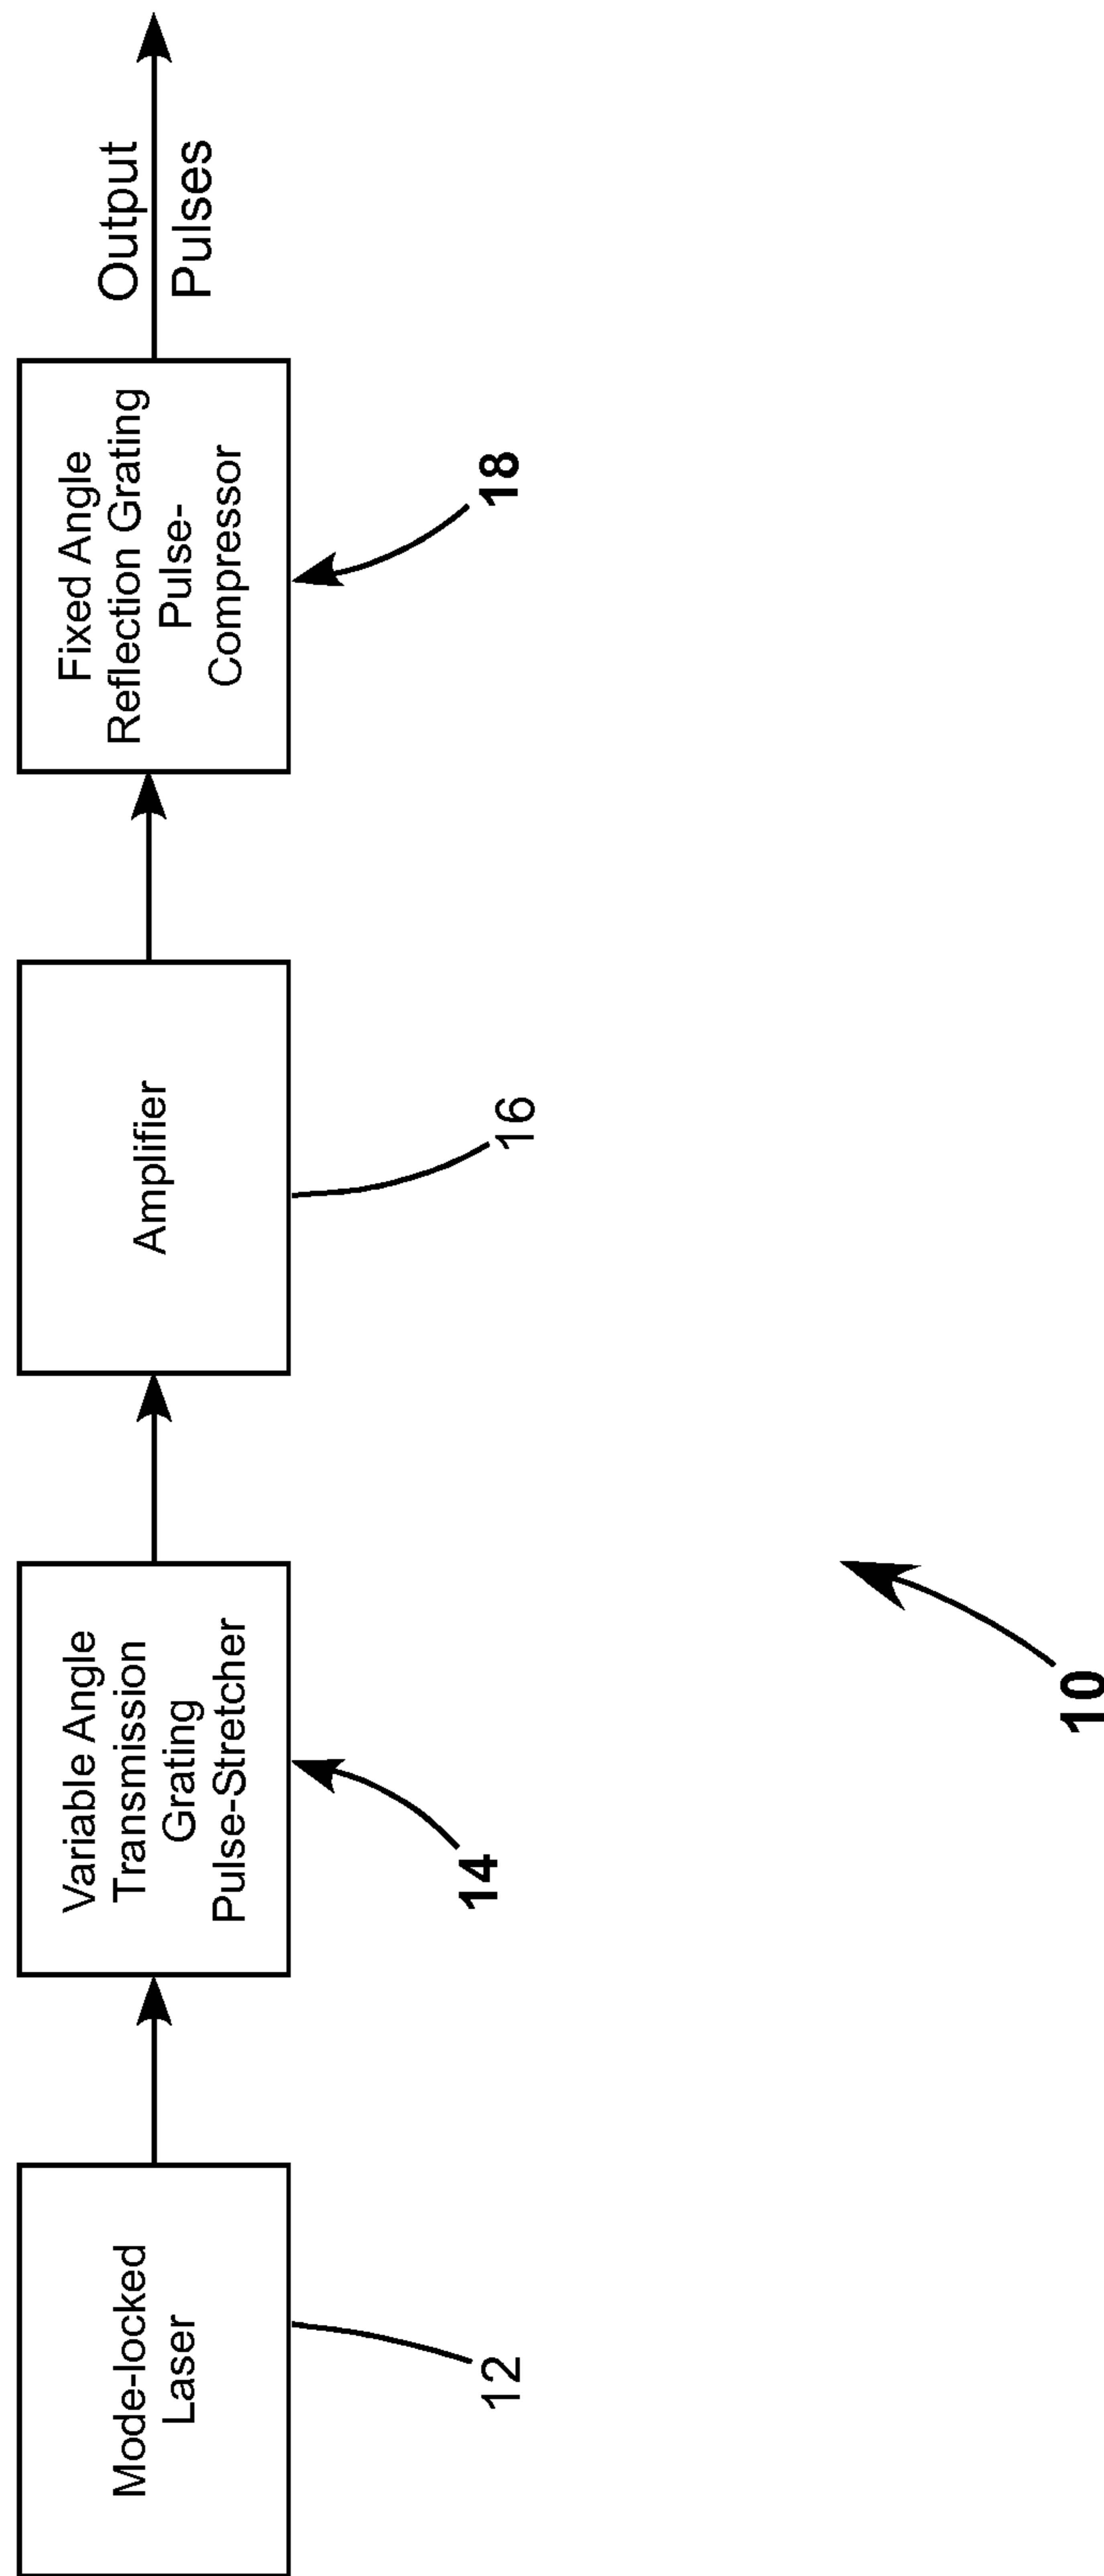 Mode-locked
Laser
12
Variable Angle
Transmission
Grating
Pulse-Stretcher
14
Amplifier
16
Fixed Angle
Reflection Grating
Pulse-
Compressor
18
Output
Pulses
10